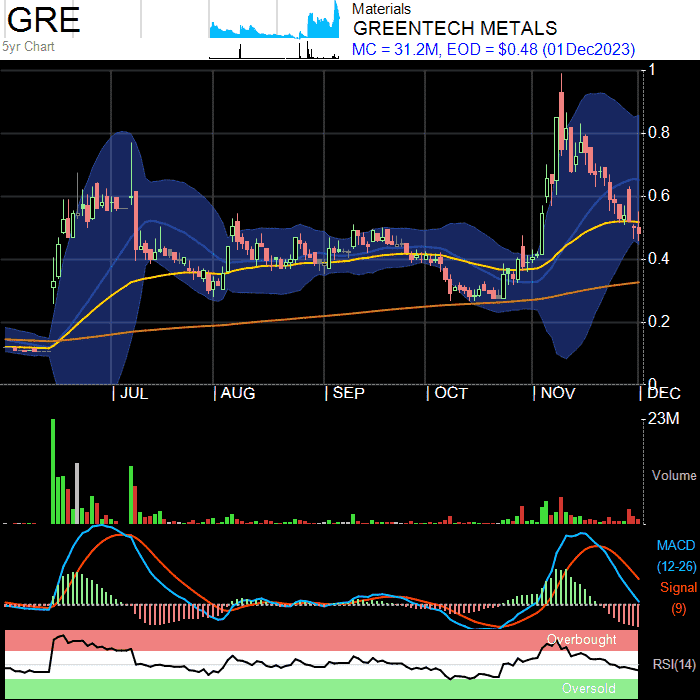 GRE
5yr Chart
Materials
GREENTECH METALS
MC = 31.2M, EOD = $0.48 (01Dec2023)
1
0.8
0.6
0.4
0.2
0
JUL
AUG
SEP
OCT
NOV
DEC
23M
Volume
MACD
(12-26)
Signal
(9)
Overbought
RSI(14)
Oversold